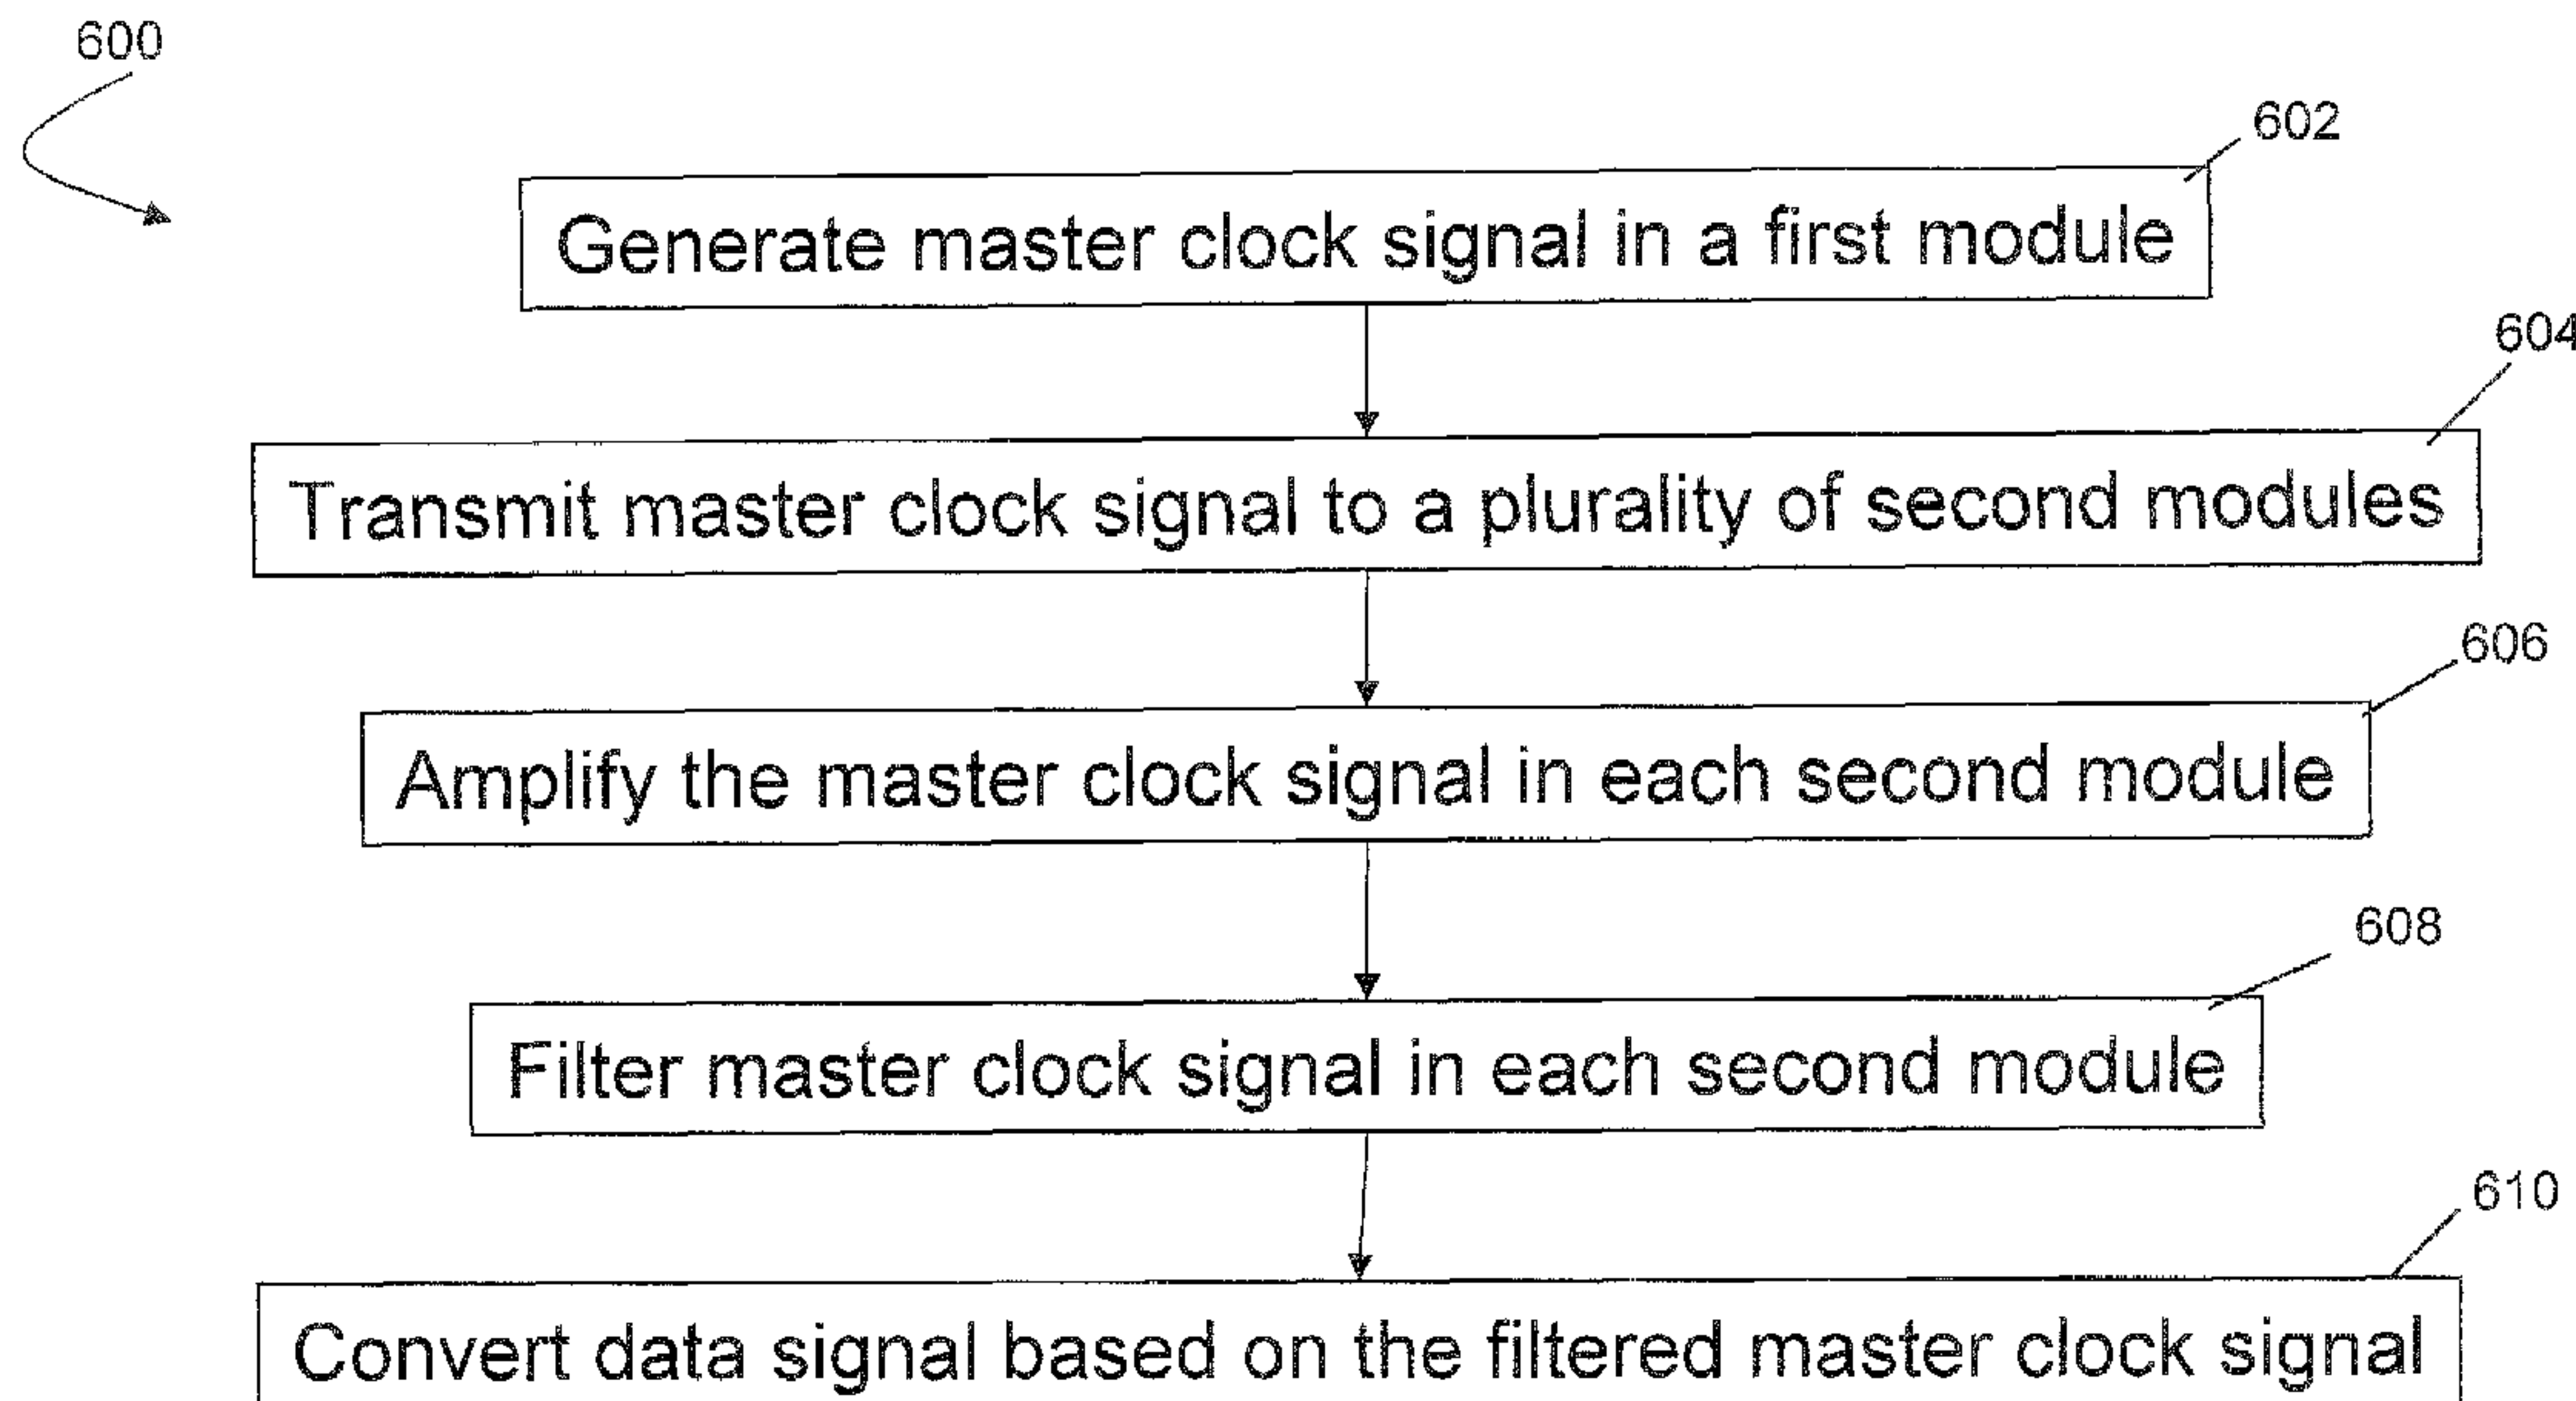 600
602
Generate master clock signal in a first module
604
Transmit master clock signal to a plurality of second modules
606
Amplify the master clock signal in each second module
608
Filter master clock signal in each second module
610
Convert data signal based on the filtered master clock signal